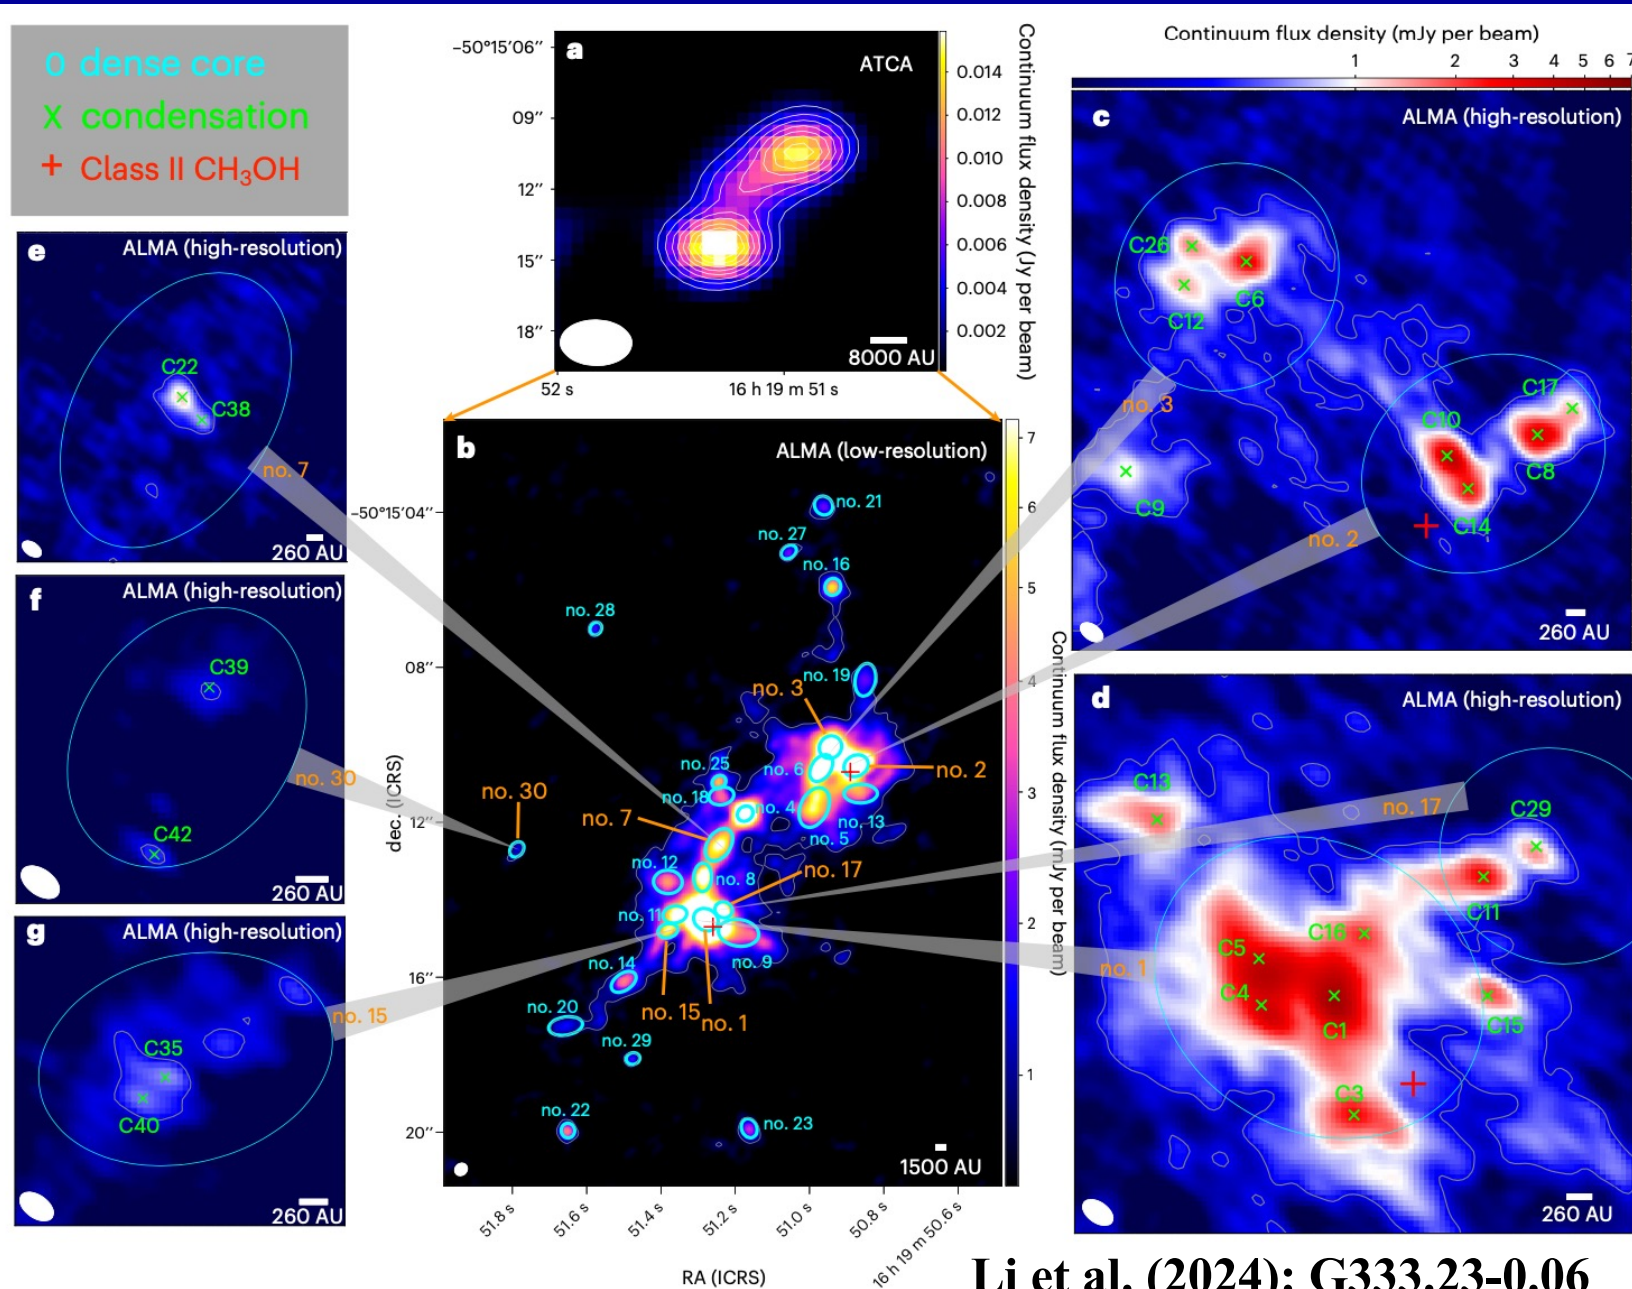 0 dense core
x condensation
+ Class II CH₃OH
a
ATCA
−50°15′06″
09″
12″
15″
18″
52 s
16 h 19 m 51 s
8000 AU
0.014
0.012
0.010
0.008
0.006
0.004
0.002
Continuum flux density (Jy per beam)
Continuum flux density (mJy per beam)
1
2
3
4
5
6
7
c
ALMA (high-resolution)
C26
C6
C12
no. 3
C17
C10
C9
C8
C14
no. 2
260 AU
e
ALMA (high-resolution)
C22
C38
no. 7
260 AU
f
ALMA (high-resolution)
C39
no. 30
C42
260 AU
g
ALMA (high-resolution)
no. 15
C35
C40
260 AU
b
ALMA (low-resolution)
no. 21
no. 27
no. 16
no. 28
no. 19
no. 3
no. 25
no. 6
no. 2
no. 18
no. 30
no. 4
no. 7
no. 13
no. 5
no. 12
no. 17
no. 8
no. 11
no. 9
no. 14
no. 15
no. 20
no. 1
no. 29
no. 22
no. 23
1500 AU
−50°15′04″
08″
12″
16″
20″
dec. (ICRS)
51.8 s
51.6 s
51.4 s
51.2 s
51.0 s
50.8 s
16 h 19 m 50.6 s
RA (ICRS)
7
6
5
4
3
2
1
Continuum flux density (mJy per beam)
d
ALMA (high-resolution)
C13
no. 17
C29
C11
C16
C5
no. 1
C4
C15
C1
C3
260 AU
Li et al. (2024): G333.23-0.06